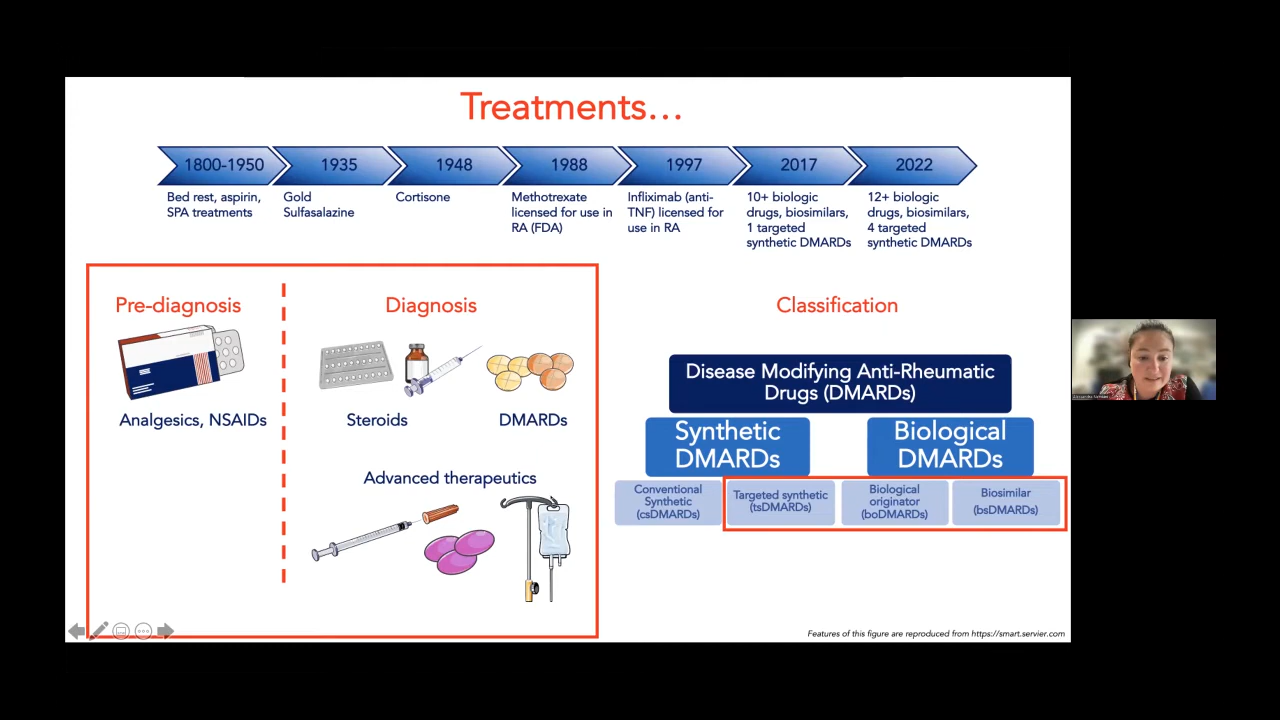 Treatments...
1800-1950
1935
1948
1988
1997
2017
2022
Bed rest, aspirin,
SPA treatments
Gold
Sulfasalazine
Cortisone
Methotrexate
licensed for use in
RA (FDA)
Infliximab (anti-
TNF) licensed for
use in RA
10+ biologic
drugs, biosimilars,
1 targeted
synthetic DMARDs
12+ biologic
drugs, biosimilars,
4 targeted
synthetic DMARDs
Pre-diagnosis
Analgesics, NSAIDs
Diagnosis
Steroids
DMARDs
Advanced therapeutics
Classification
Disease Modifying Anti-Rheumatic
Drugs (DMARDs)
Synthetic
DMARDs
Biological
DMARDs
Conventional
Synthetic
(csDMARDs)
Targeted synthetic
(tsDMARDs)
Biological
originator
(boDMARDs)
Biosimilar
(bsDMARDs)
Features of this figure are reproduced from https://smart.servier.com